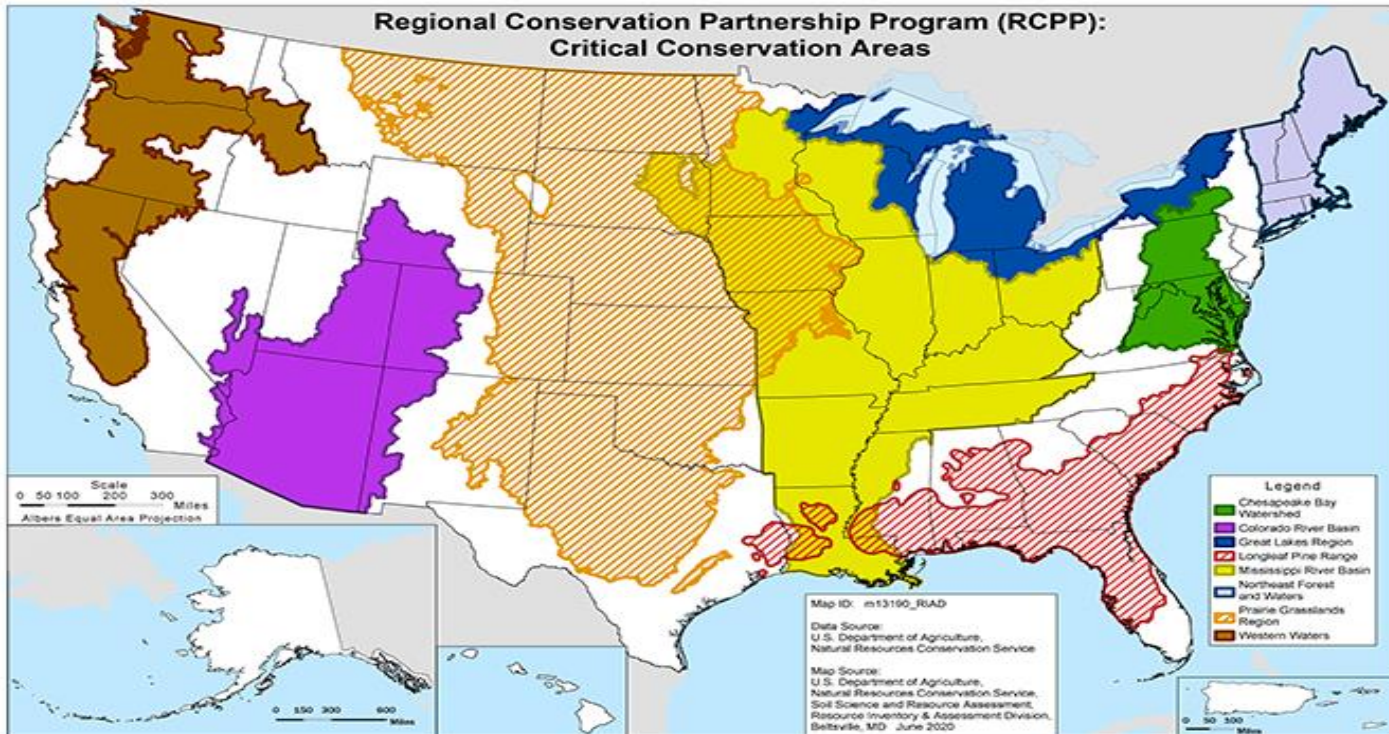 Regional Conservation Partnership Program (RCPP):
Critical Conservation Areas
Scale
0 50 100 200 300
Miles
Albers Equal Area Projection
Legend
Chesapeake Bay
Watershed
Colorado River Basin
Great Lakes Region
Longleaf Pine Range
Mississippi River Basin
Northeast Forest
and Waters
Prairie Grasslands
Region
Western Waters
Map ID: m13190_RIAD
Data Source:
U.S. Department of Agriculture,
Natural Resources Conservation Service
Map Source:
U.S. Department of Agriculture,
Natural Resources Conservation Service,
Soil Science and Resource Assessment,
Resource Inventory & Assessment Division,
Beltsville, MD June 2020
0 150 300 600
Miles
0 50 100
Miles